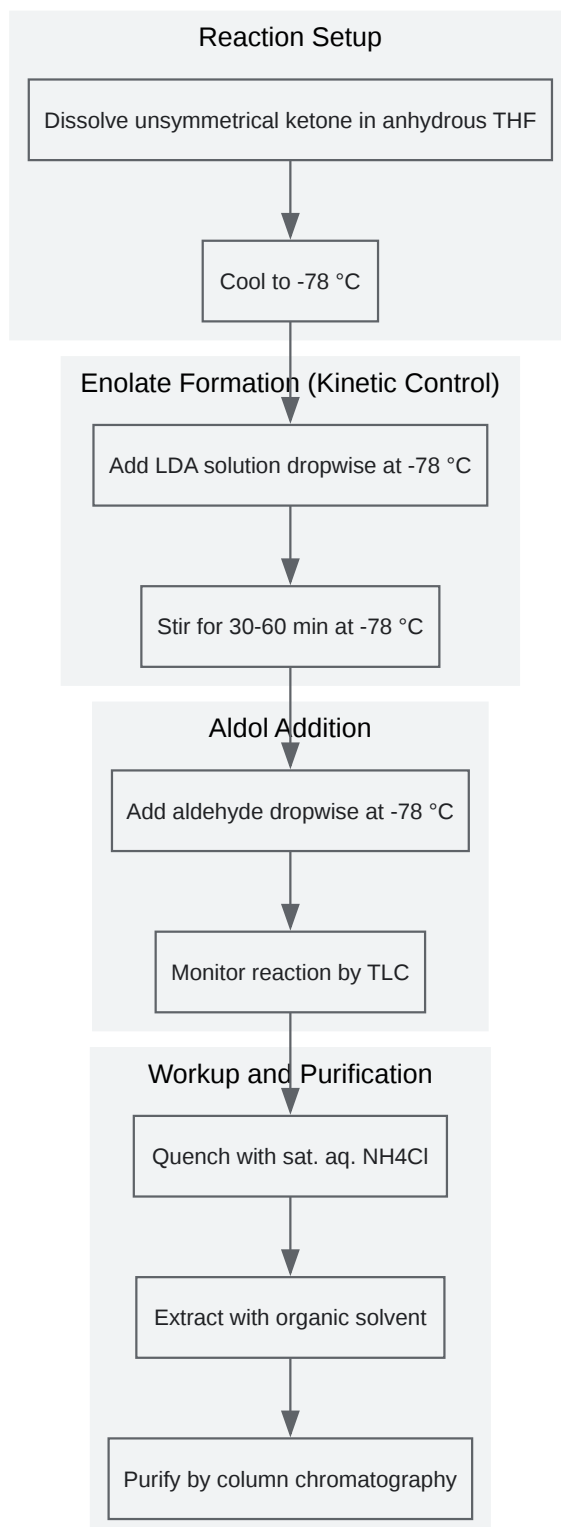 Reaction Setup
Dissolve unsymmetrical ketone in anhydrous THF
Cool to -78 °C
Enolate Formation (Kinetic Control)
Add LDA solution dropwise at -78 °C
Stir for 30-60 min at -78 °C
Aldol Addition
Add aldehyde dropwise at -78 °C
Monitor reaction by TLC
Workup and Purification
Quench with sat. aq. NH4Cl
Extract with organic solvent
Purify by column chromatography